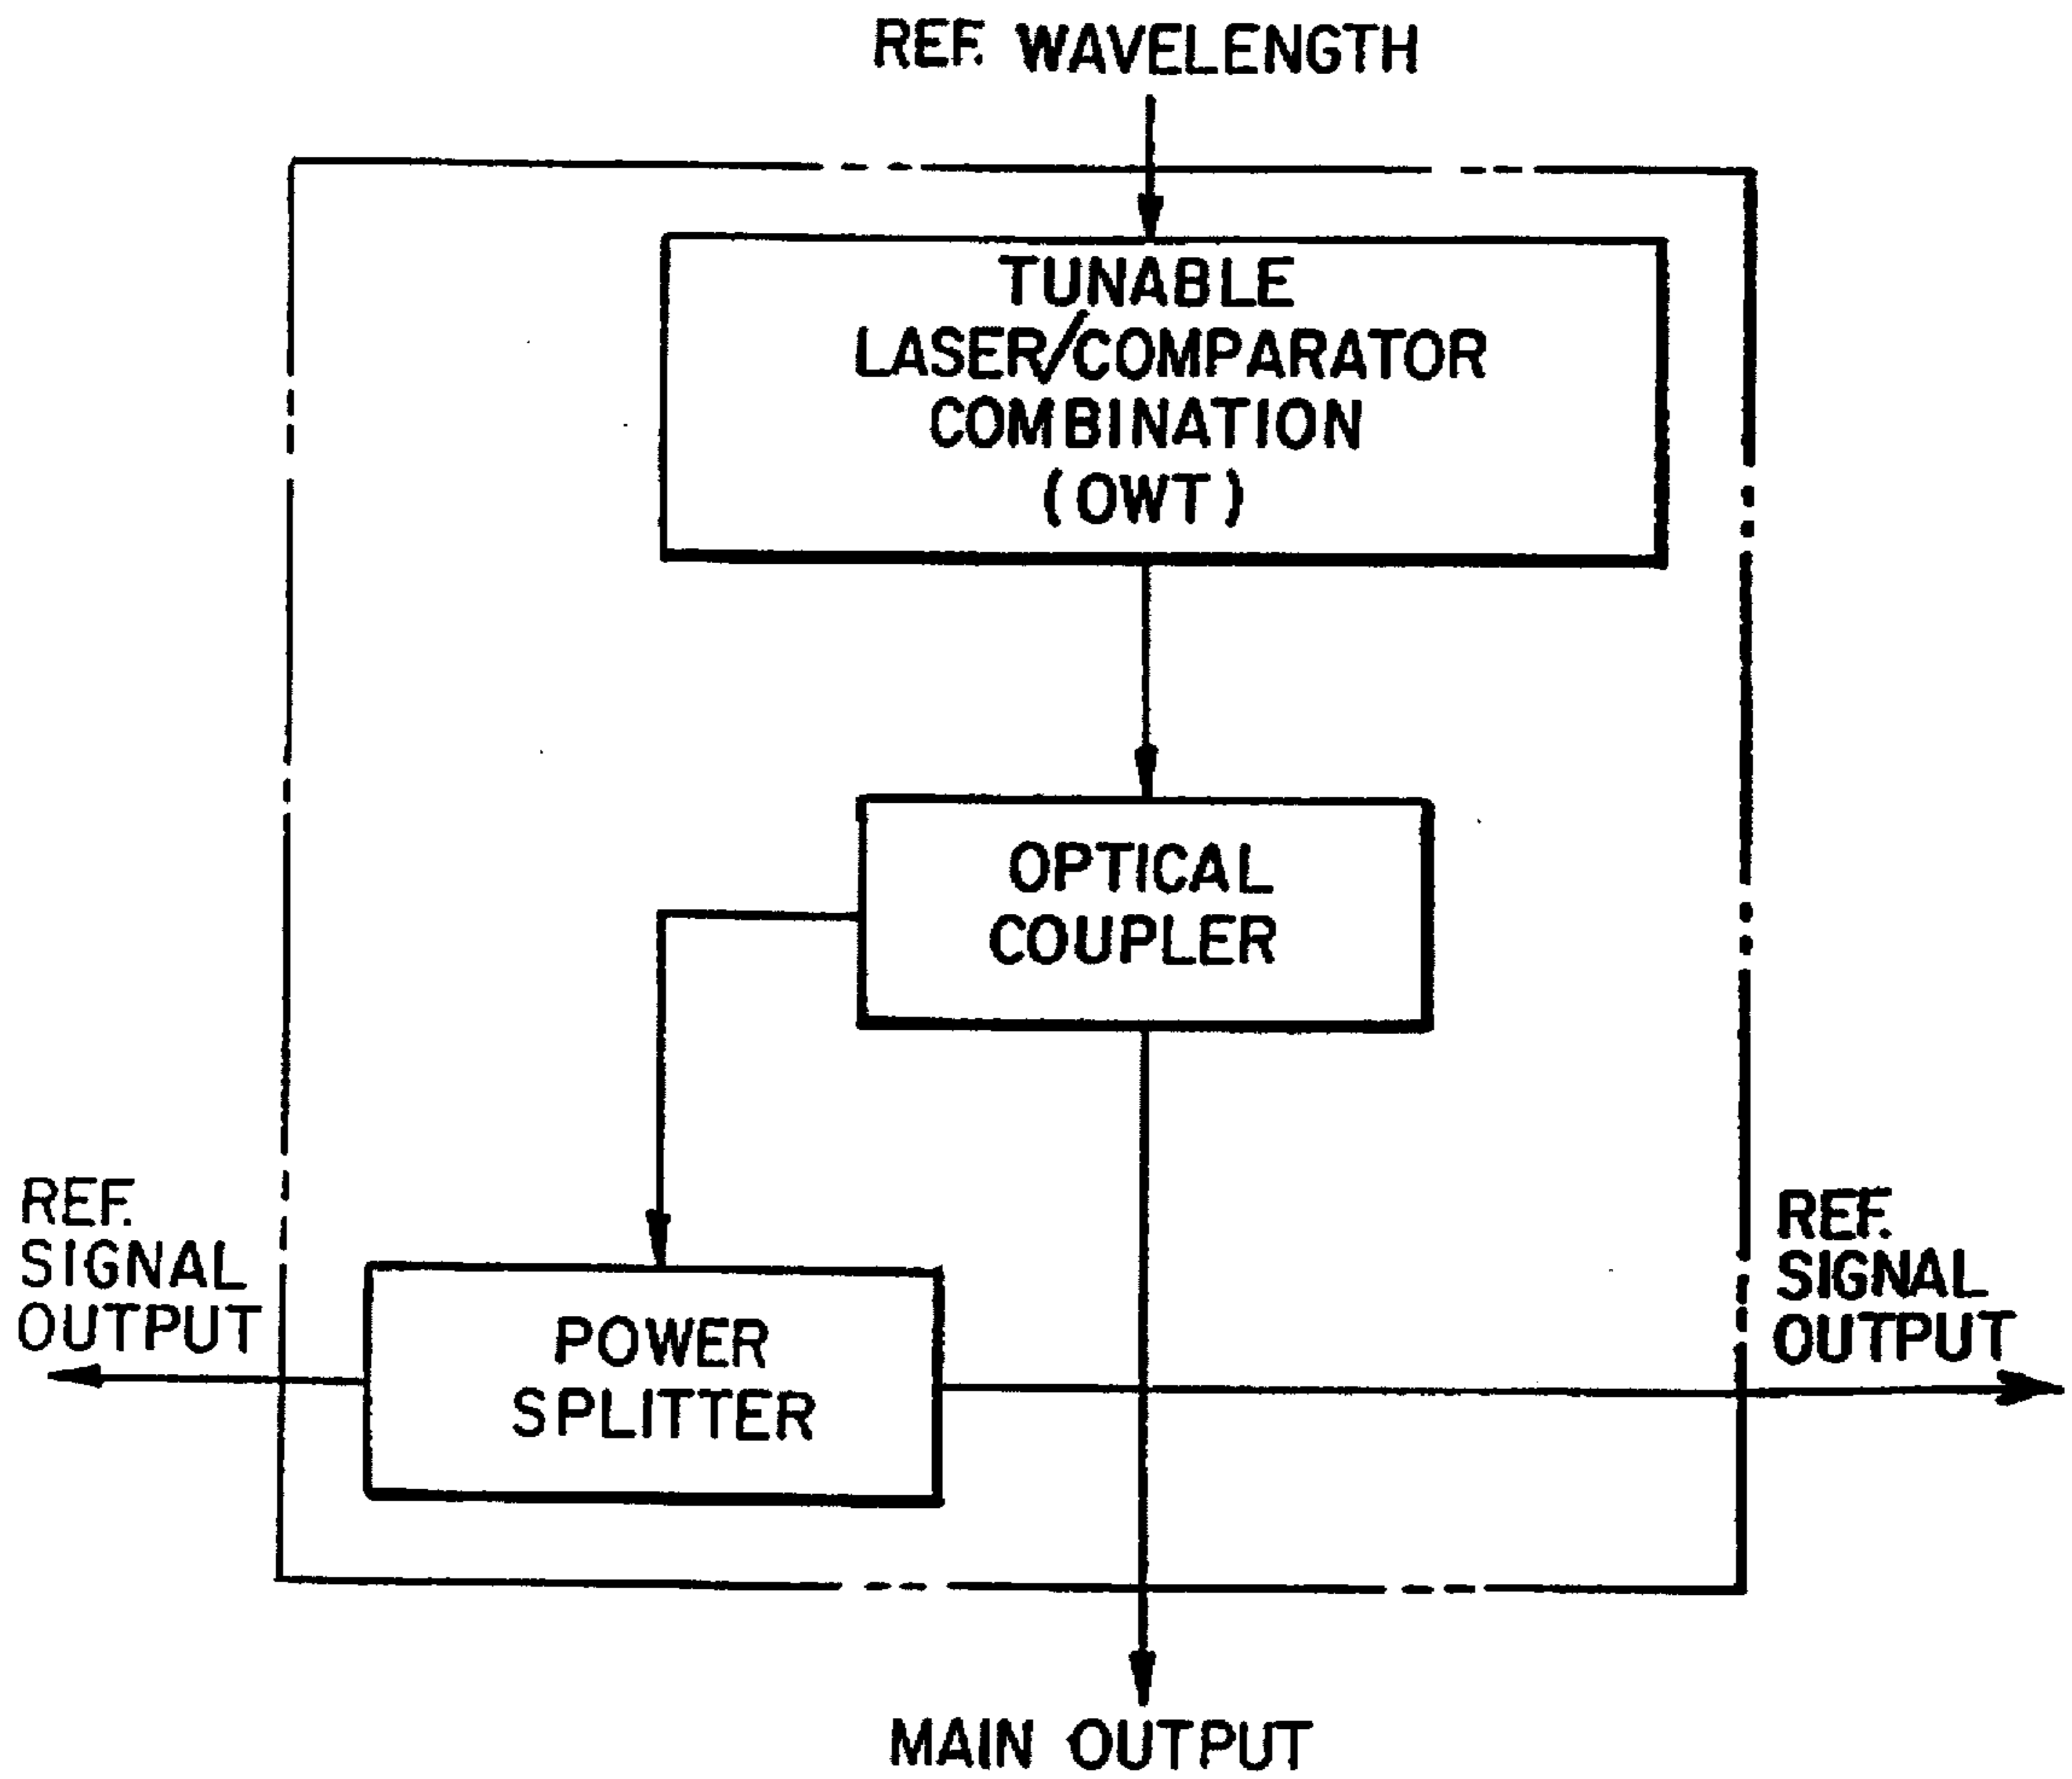 REF. WAVELENGTH
TUNABLE
LASER/COMPARATOR
COMBINATION
(OWT)
OPTICAL
COUPLER
REF.
SIGNAL
OUTPUT
POWER
SPLITTER
REF.
SIGNAL
OUTPUT
MAIN OUTPUT